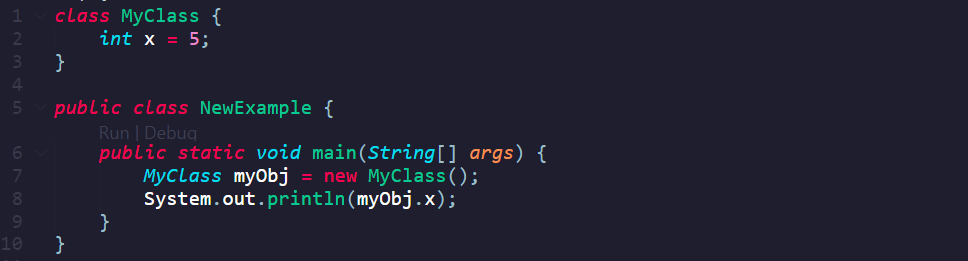 1 class MyClass {
2     int x = 5;
3 }
4
5 public class NewExample {
      Run | Debug
6     public static void main(String[] args) {
7         MyClass myObj = new MyClass();
8         System.out.println(myObj.x);
9     }
10 }